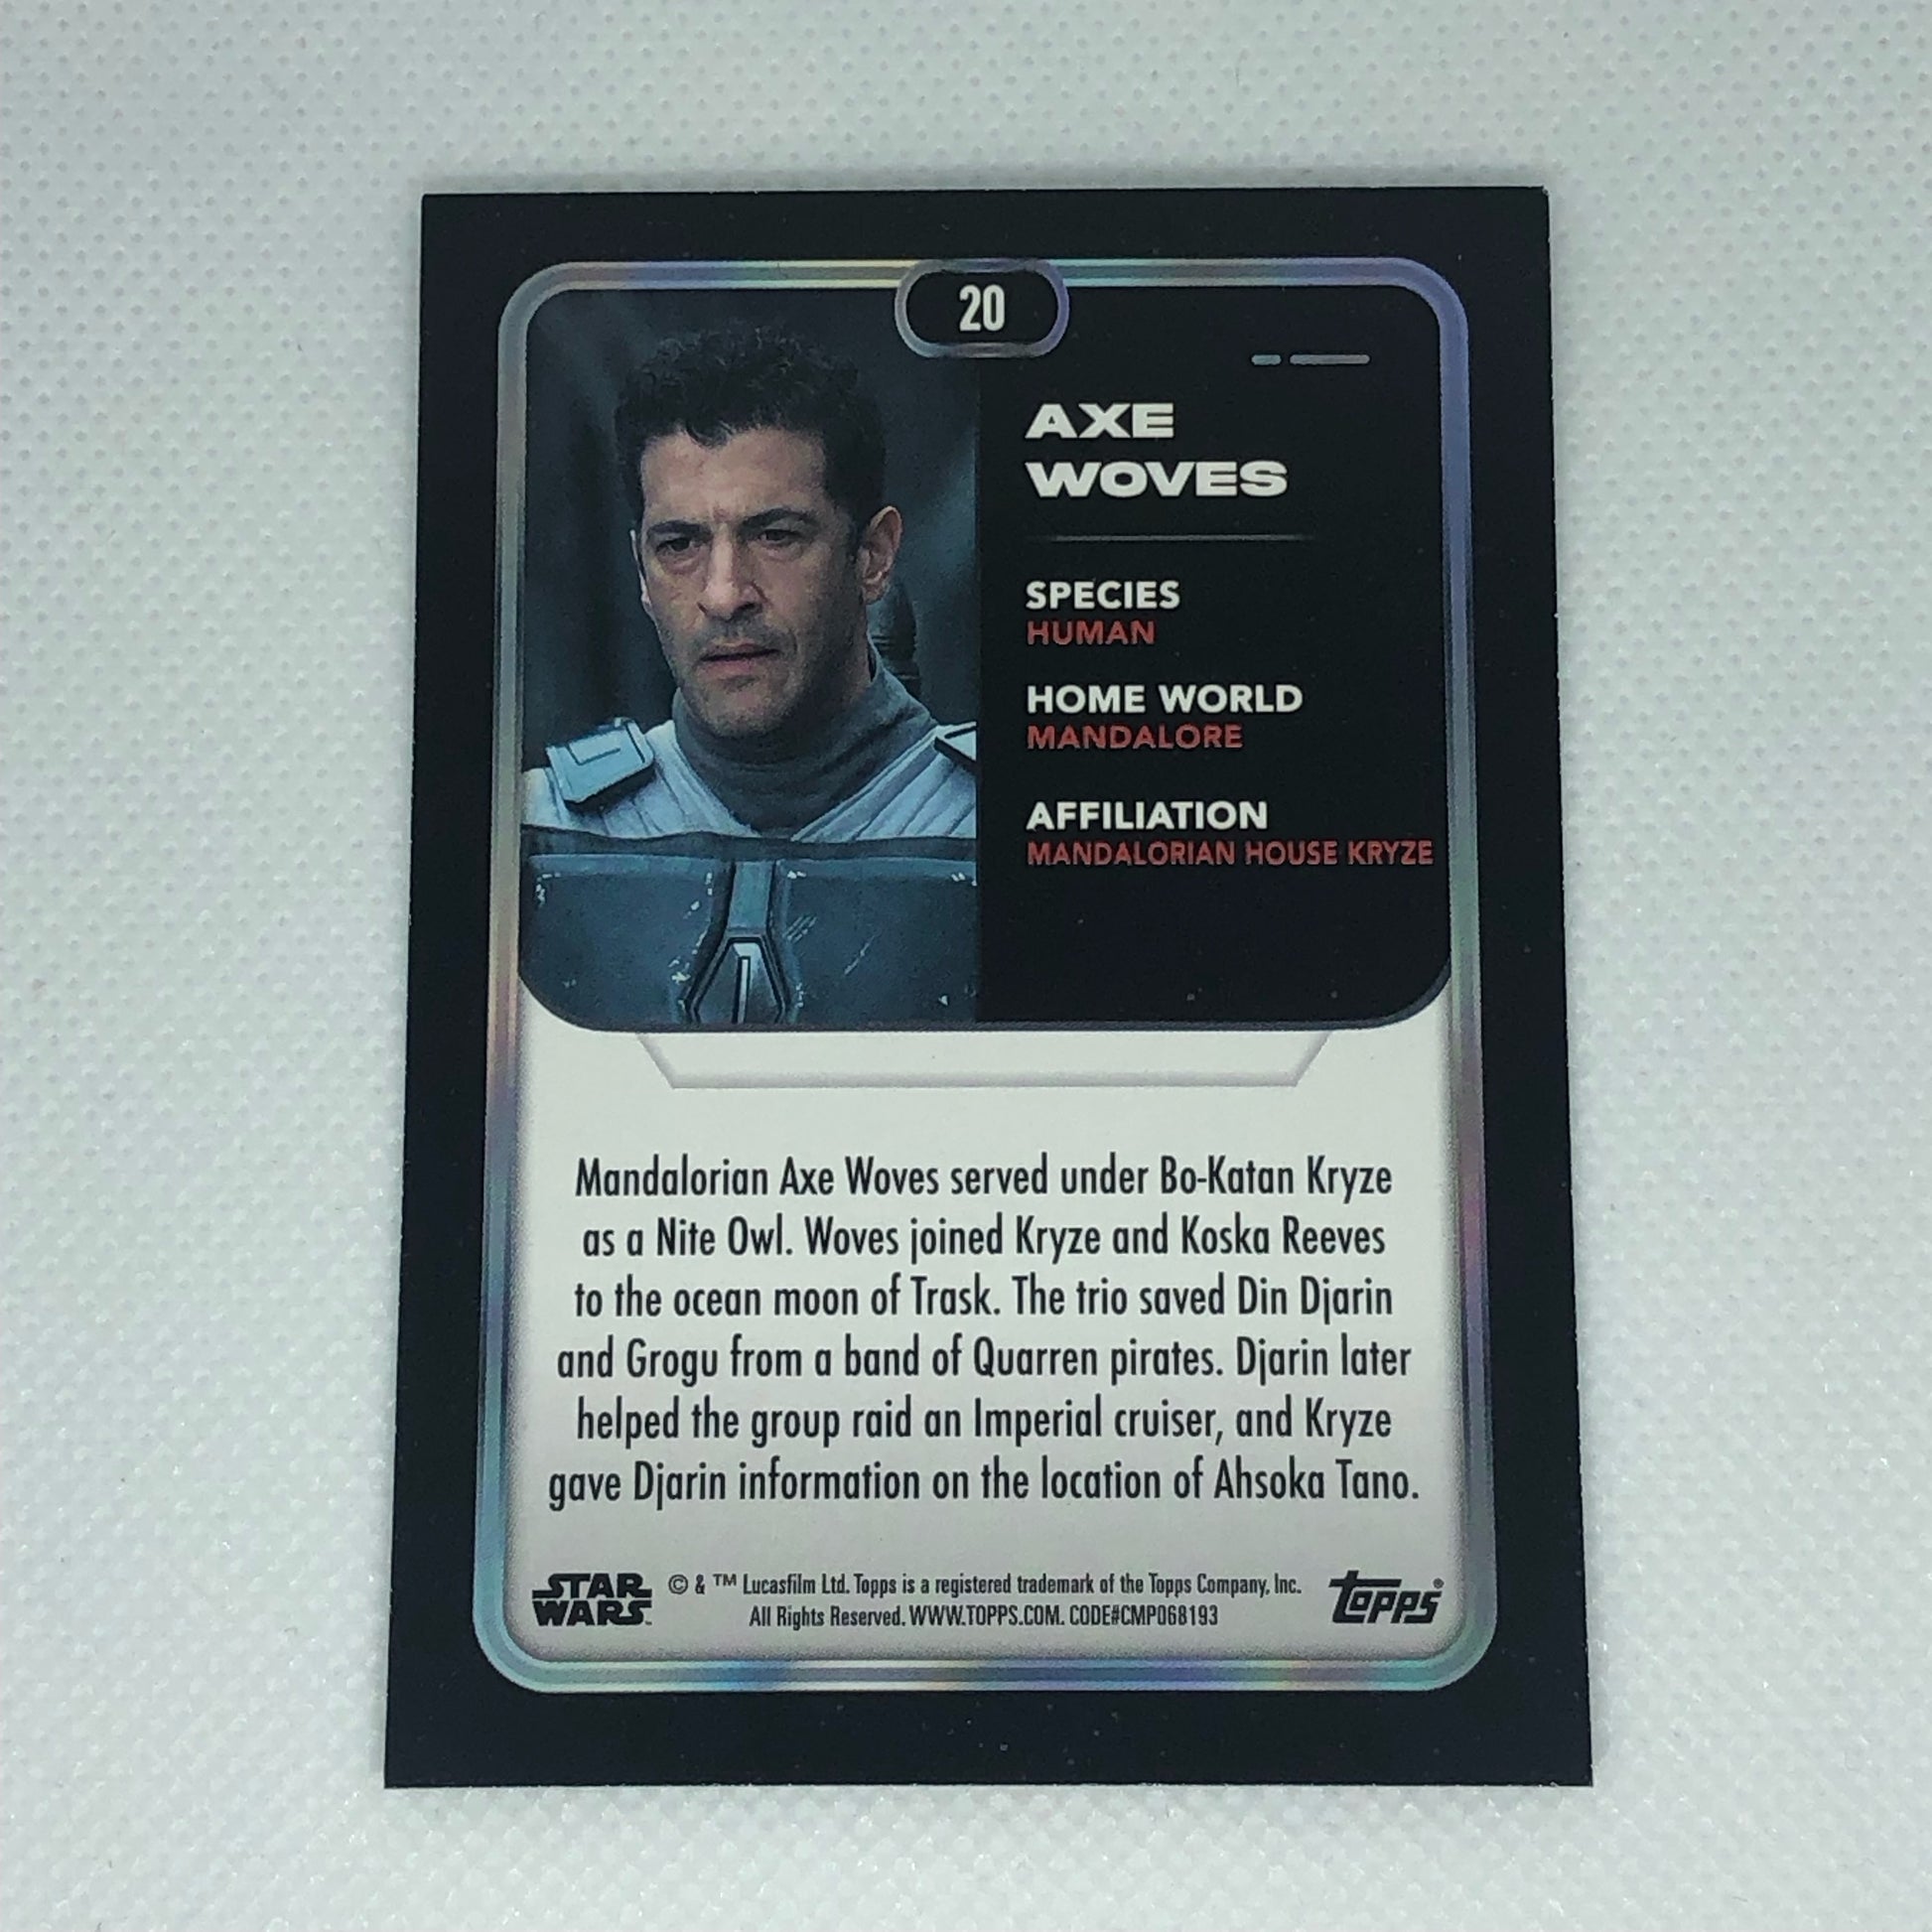 20
AXE
WOVES
SPECIES
HUMAN
HOME WORLD
MANDALORE
AFFILIATION
MANDALORIAN HOUSE KRYZE
Mandalorian Axe Woves served under Bo-Katan Kryze
as a Nite Owl. Woves joined Kryze and Koska Reeves
to the ocean moon of Trask. The trio saved Din Djarin
and Grogu from a band of Quarren pirates. Djarin later
helped the group raid an Imperial cruiser, and Kryze
gave Djarin information on the location of Ahsoka Tano.
STAR
WARS
© & ™ Lucasfilm Ltd. Topps is a registered trademark of the Topps Company, Inc.
All Rights Reserved. WWW.TOPPS.COM. CODE#CMP068193
Topps®